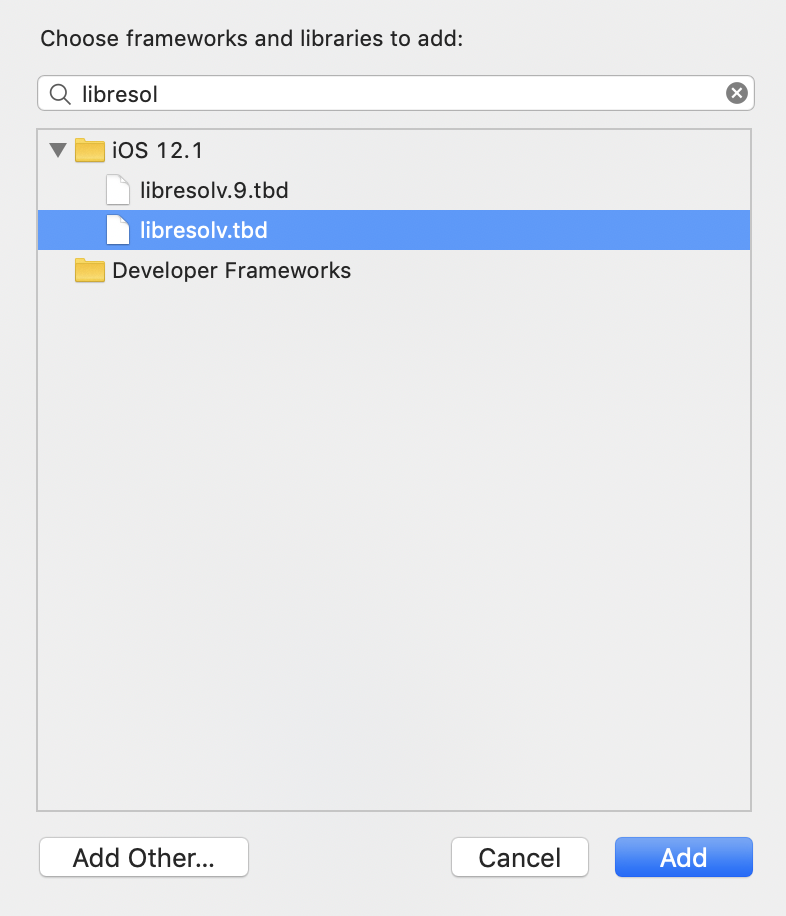 Choose frameworks and libraries to add:
libresol
iOS 12.1
libresolv.9.tbd
libresolv.tbd
Developer Frameworks
Add Other...
Cancel
Add